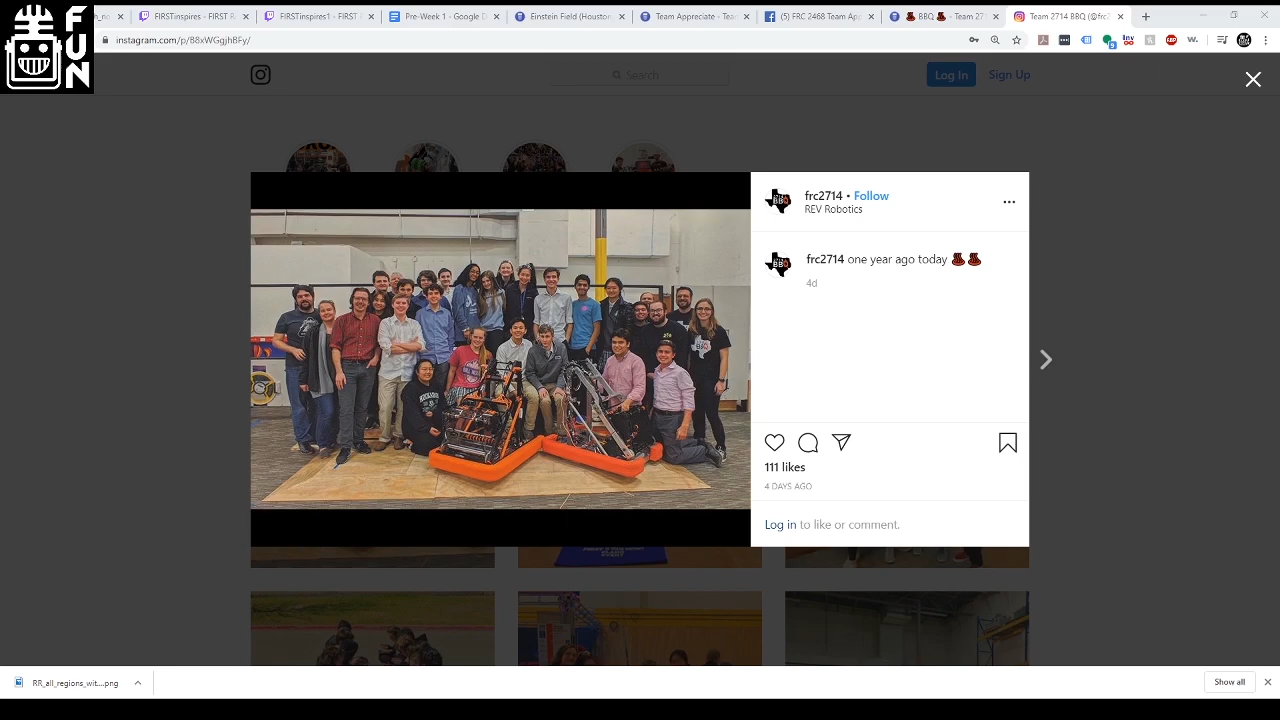 FUN
FIRSTinspires - FIRST R
FIRSTinspires1 - FIRST
Pre-Week 1 - Google D
Einstein Field (Houston
Team Appreciate - Tea
(5) FRC 2468 Team App
BBQ - Team 271
Team 2714 BBQ (@frc2
instagram.com/p/B8xWGgjhBFy/
Search
Log In
Sign Up
frc2714 • Follow
REV Robotics
frc2714 one year ago today
4d
111 likes
4 DAYS AGO
Log in to like or comment.
RR_all_regions_wit....png
Show all